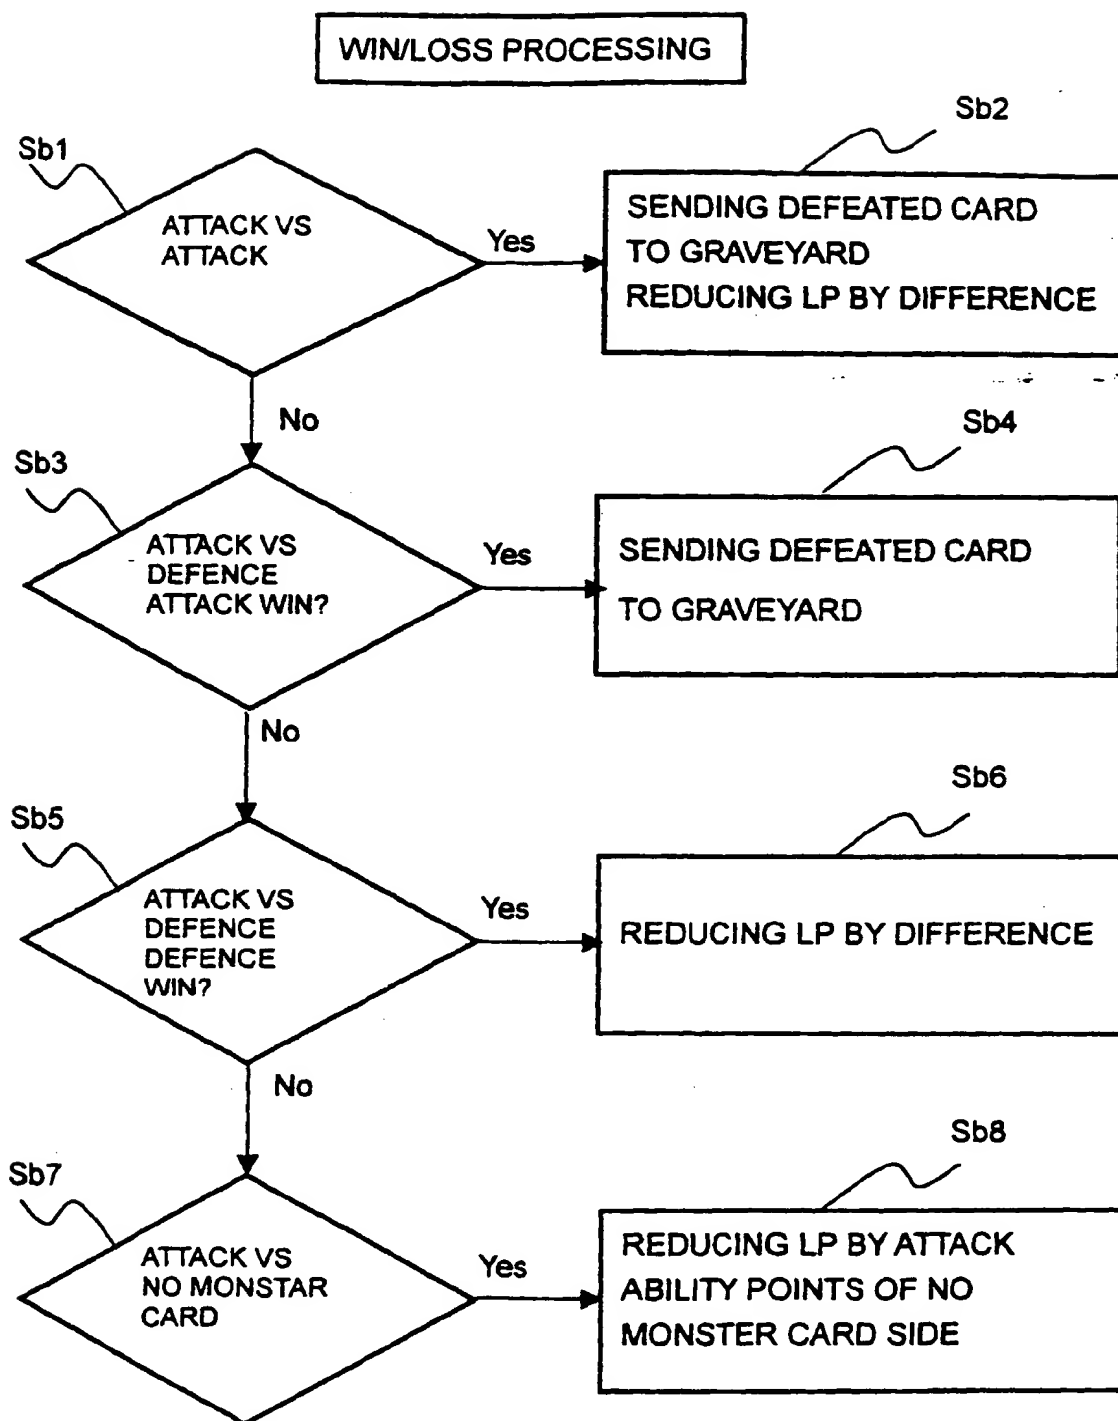 WIN/LOSS PROCESSING
Sb1
ATTACK VS
ATTACK
Yes
Sb2
SENDING DEFEATED CARD
TO GRAVEYARD
REDUCING LP BY DIFFERENCE
No
Sb3
ATTACK VS
DEFENCE
ATTACK WIN?
Yes
Sb4
SENDING DEFEATED CARD
TO GRAVEYARD
No
Sb5
ATTACK VS
DEFENCE
DEFENCE
WIN?
Yes
Sb6
REDUCING LP BY DIFFERENCE
No
Sb7
ATTACK VS
NO MONSTAR
CARD
Yes
Sb8
REDUCING LP BY ATTACK
ABILITY POINTS OF NO
MONSTER CARD SIDE